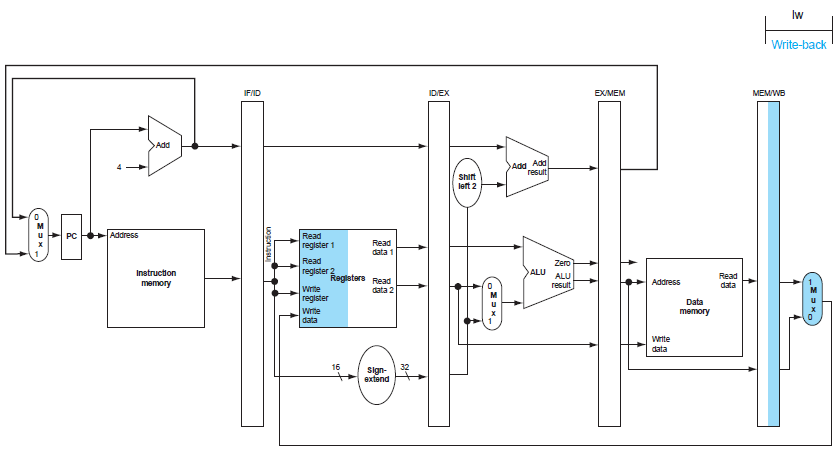 lw
Write-back
IF/ID
ID/EX
EX/MEM
MEM/WB
Add
4
Shift
left 2
Add
Add
result
0
M
u
x
1
PC
Address
Instruction
memory
Instruction
Read
register 1
Read
register 2
Registers
Write
register
Write
data
Read
data 1
Read
data 2
16
Sign-
extend
32
0
M
u
x
1
ALU
Zero
ALU
result
Address
Read
data
Data
memory
Write
data
1
M
u
x
0